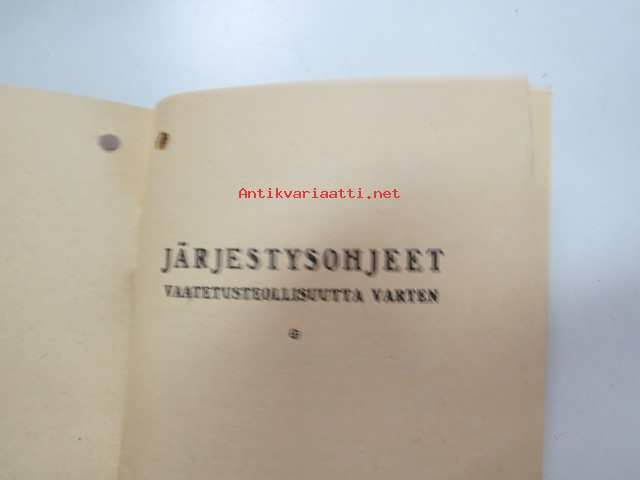 Antikvariaatti.net
JÄRJESTYSOHJEET
VAATETUSTEOLLISUUTTA VARTEN